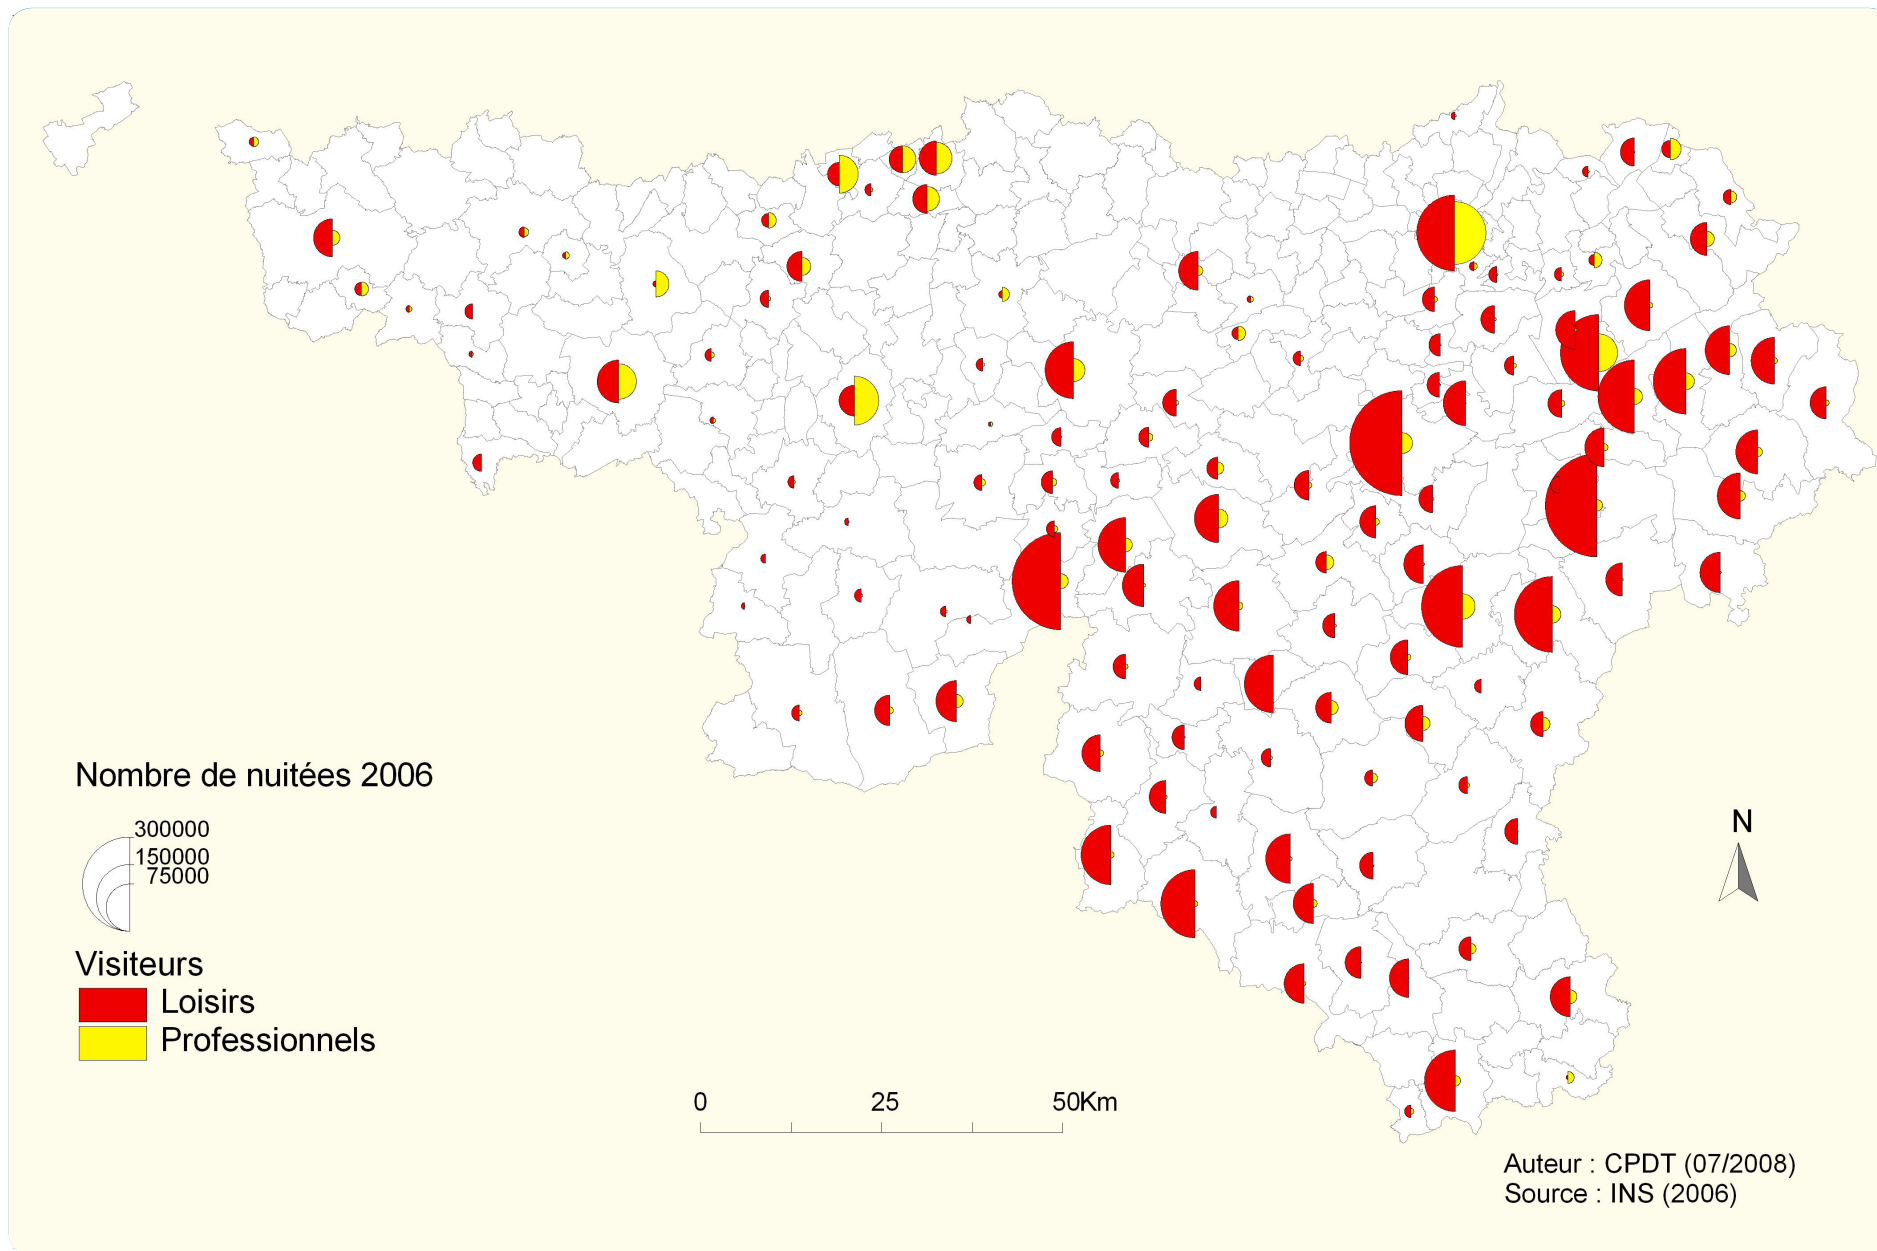 Nombre de nuitées 2006
300000
150000
75000
Visiteurs
Loisirs
Professionnels
N
0 25 50Km
Auteur : CPDT (07/2008)
Source : INS (2006)